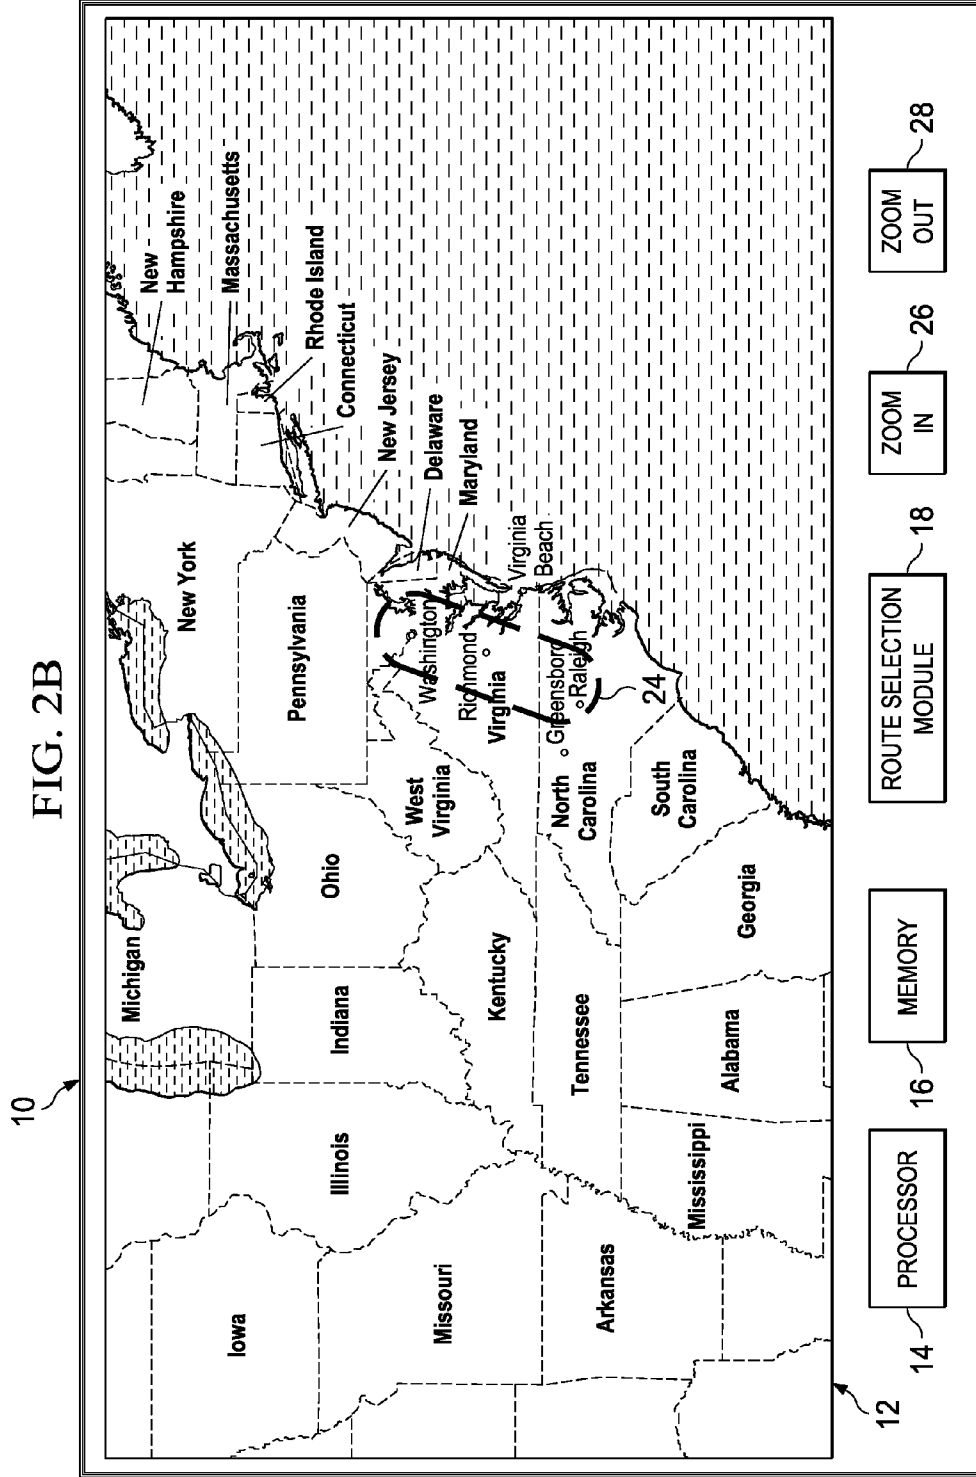 FIG. 2B
10
Michigan
New York
New
Hampshire
Massachusetts
Rhode Island
Connecticut
New Jersey
Delaware
Maryland
Iowa
Illinois
Indiana
Ohio
Pennsylvania
Missouri
Kentucky
West
Virginia
Washington
Richmond
Virginia
Virginia
Beach
Arkansas
Tennessee
North
Carolina
Greensboro
Raleigh
24
Mississippi
Alabama
Georgia
South
Carolina
12
14
PROCESSOR
16
MEMORY
ROUTE SELECTION
MODULE
18
ZOOM
IN
26
ZOOM
OUT
28